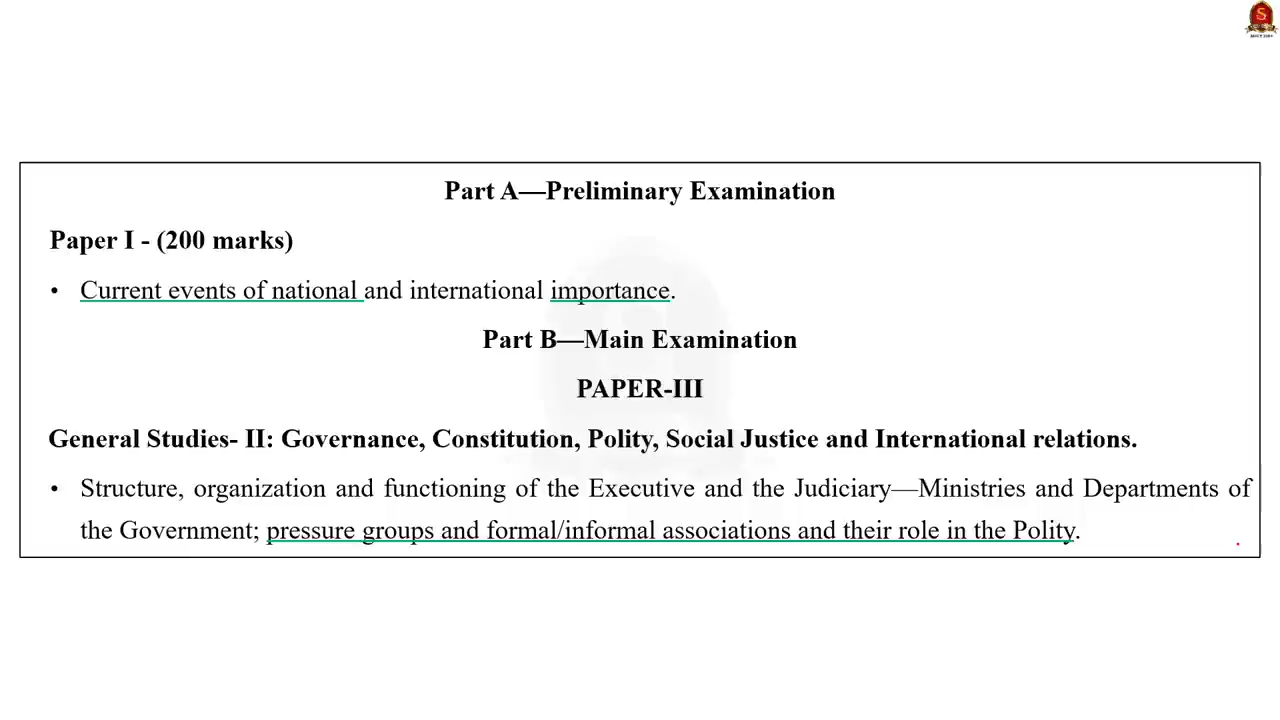 Part A—Preliminary Examination
Paper I - (200 marks)
• Current events of national and international importance.
Part B—Main Examination
PAPER-III
General Studies- II: Governance, Constitution, Polity, Social Justice and International relations.
• Structure, organization and functioning of the Executive and the Judiciary—Ministries and Departments of
the Government; pressure groups and formal/informal associations and their role in the Polity.